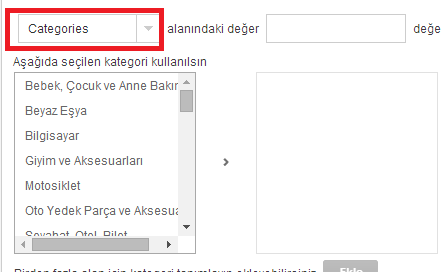 Categories alanındaki değer değe
Aşağıda seçilen kategori kullanılsın
Bebek, Çocuk ve Anne Bakır
Beyaz Eşya
Bilgisayar
Giyim ve Aksesuarları
Motosiklet
Oto Yedek Parça ve Aksesua
Seyahat, Otel, Bilet
Birden fazla alan için kategori tanımlayıp ekleyebilirsiniz. Ekle